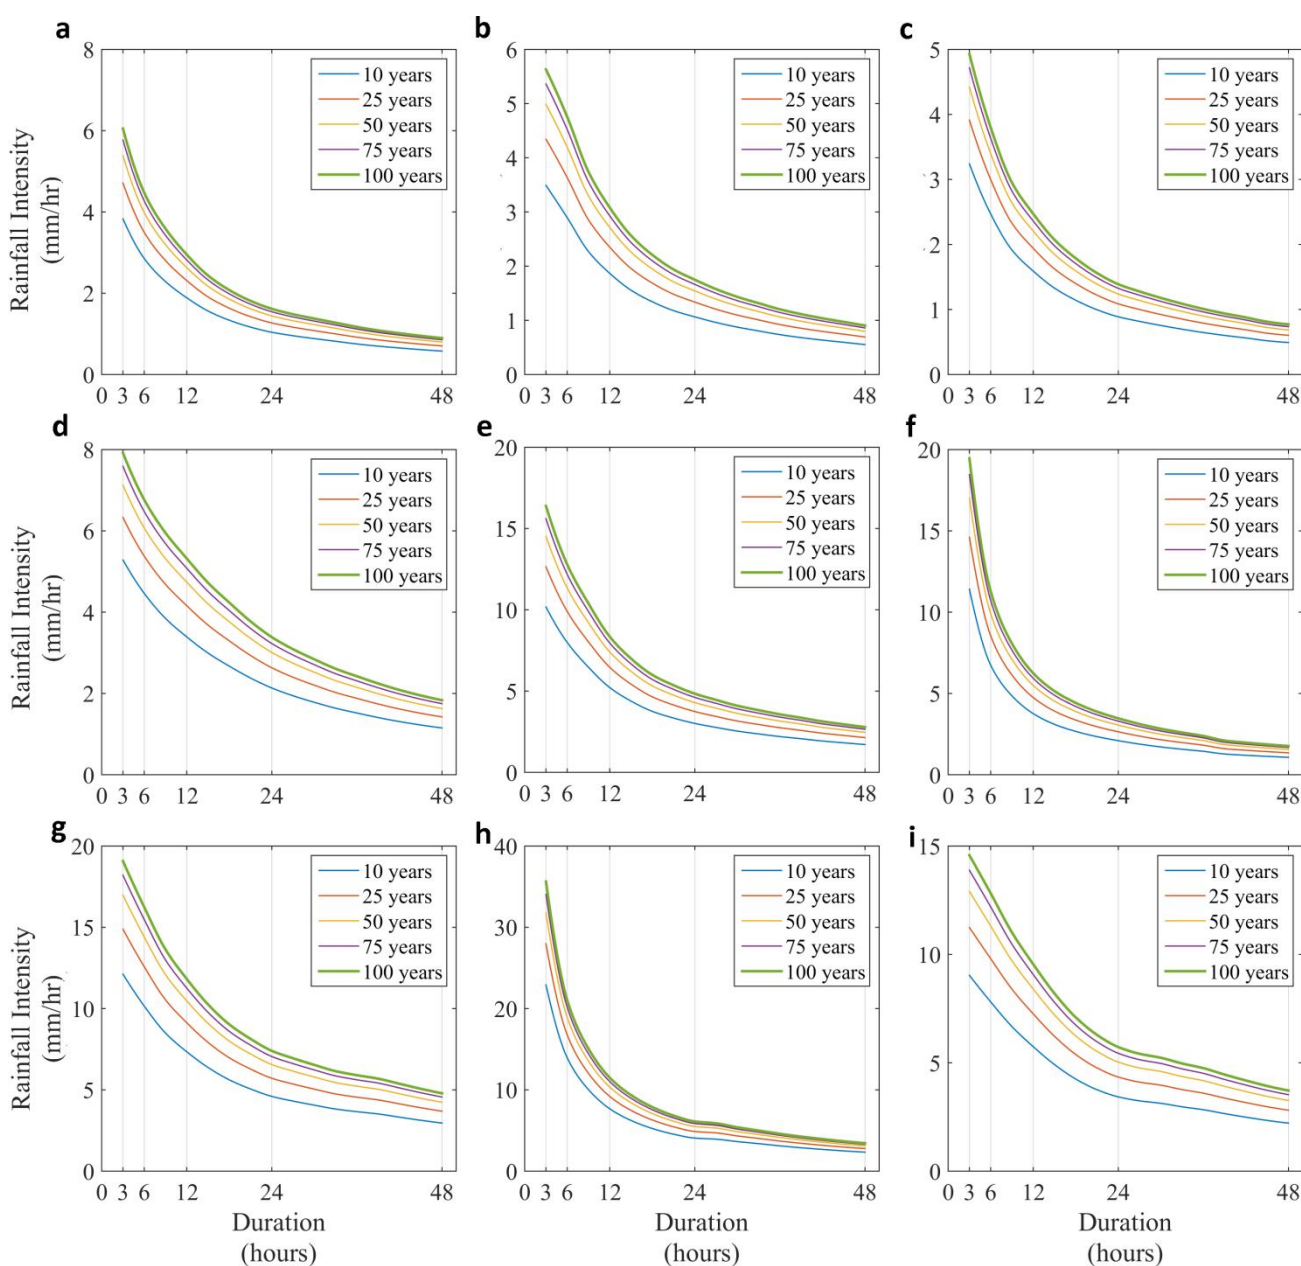 a
8
6
4
2
0
Rainfall Intensity
(mm/hr)
10 years
25 years
50 years
75 years
100 years
0 3 6 12 24 48
b
6
5
4
3
2
1
0
10 years
25 years
50 years
75 years
100 years
0 3 6 12 24 48
c
5
4
3
2
1
0
10 years
25 years
50 years
75 years
100 years
0 3 6 12 24 48
d
8
6
4
2
0
Rainfall Intensity
(mm/hr)
10 years
25 years
50 years
75 years
100 years
0 3 6 12 24 48
e
20
15
10
5
0
10 years
25 years
50 years
75 years
100 years
0 3 6 12 24 48
f
20
15
10
5
0
10 years
25 years
50 years
75 years
100 years
0 3 6 12 24 48
g
20
15
10
5
0
Rainfall Intensity
(mm/hr)
10 years
25 years
50 years
75 years
100 years
0 3 6 12 24 48
Duration
(hours)
h
40
30
20
10
0
10 years
25 years
50 years
75 years
100 years
0 3 6 12 24 48
Duration
(hours)
i
15
10
5
0
10 years
25 years
50 years
75 years
100 years
0 3 6 12 24 48
Duration
(hours)